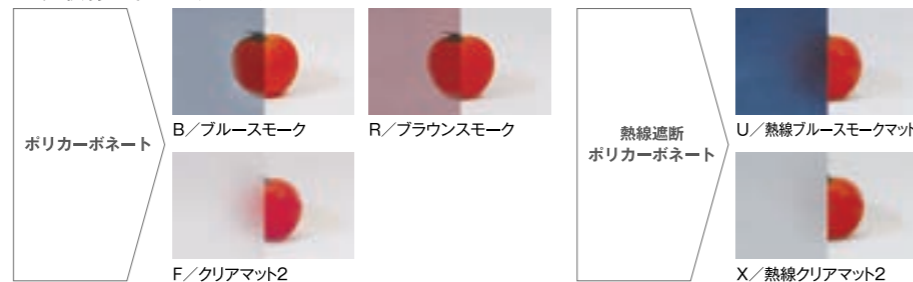 ポリカーボネート
B／ブルースモーク
R／ブラウンスモーク
F／クリアマット2
熱線遮断
ポリカーボネート
U／熱線ブルースモークマット
X／熱線クリアマット2